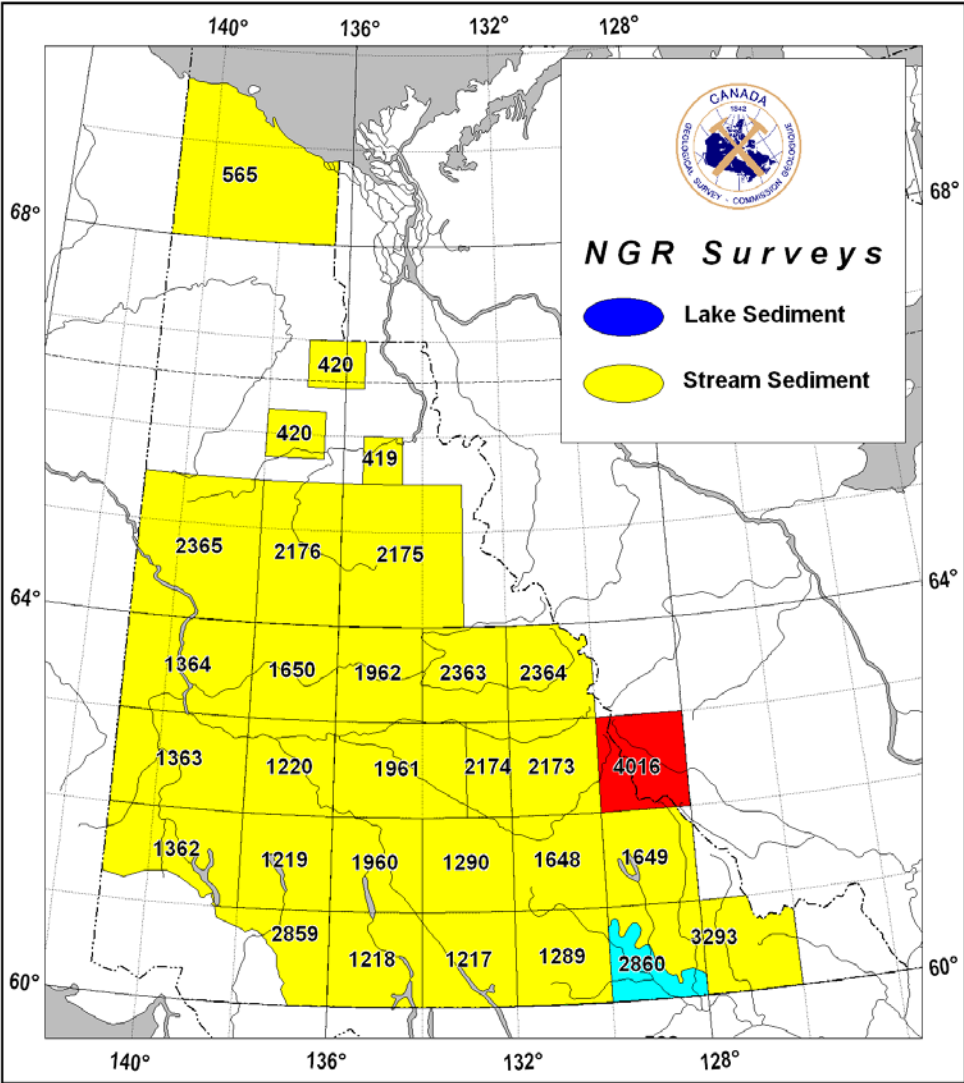 140° 136° 132° 128°
CANADA
1842
GEOLOGICAL SURVEY - COMMISSION GÉOLOGIQUE
565
68° 68°
NGR Surveys
Lake Sediment
420
Stream Sediment
420
419
2365 2176 2175
64° 64°
1364 1650 1962 2363 2364
1363 1220 1961 2174 2173 4016
1362 1219 1960 1290 1648 1649
2859 1218 1217 1289 2860 3293
60° 60°
140° 136° 132° 128°